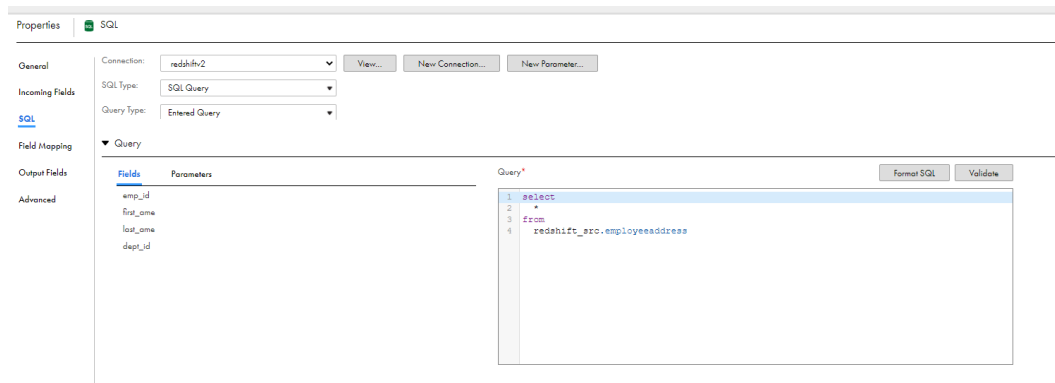 Properties SQL
General
Incoming Fields
SQL
Field Mapping
Output Fields
Advanced
Connection: redshiftv2 View... New Connection... New Parameter...
SQL Type: SQL Query
Query Type: Entered Query
Query
Fields Parameters
emp_id
first_ame
last_ame
dept_id
Query* Format SQL Validate
1 select
2 *
3 from
4 redshift_src.employeeaddress